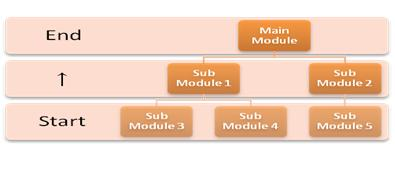 End
Main
Module
↑
Sub
Module 1
Sub
Module 2
Start
Sub
Module 3
Sub
Module 4
Sub
Module 5